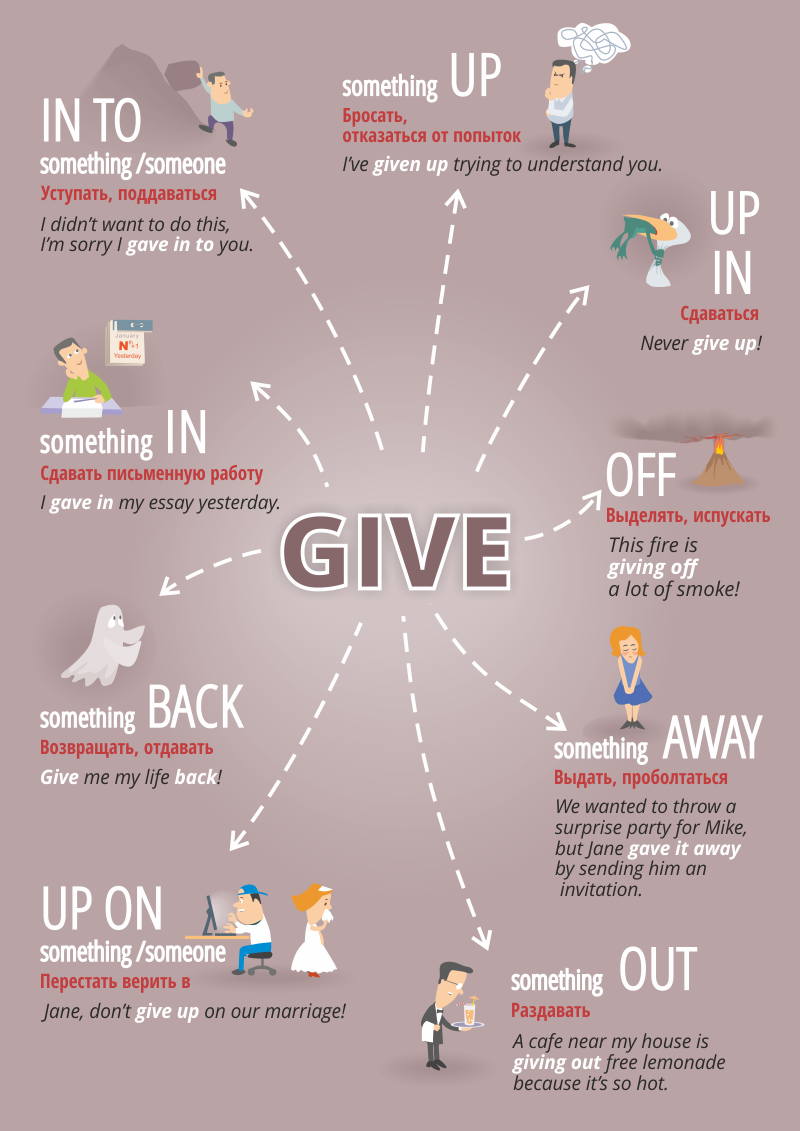 IN TO
something /someone
Уступать, поддаваться
I didn't want to do this,
I'm sorry I gave in to you.
something UP
Бросать,
отказаться от попыток
I've given up trying to understand you.
UP
IN
Сдаваться
Never give up!
January
Yesterday
something IN
Сдавать письменную работу
I gave in my essay yesterday.
OFF
Выделять, испускать
This fire is
giving off
a lot of smoke!
GIVE
something BACK
Возвращать, отдавать
Give me my life back!
something AWAY
Выдать, проболтаться
We wanted to throw a
surprise party for Mike,
but Jane gave it away
by sending him an
invitation.
UP ON
something /someone
Перестать верить в
Jane, don't give up on our marriage!
something OUT
Раздавать
A cafe near my house is
giving out free lemonade
because it's so hot.